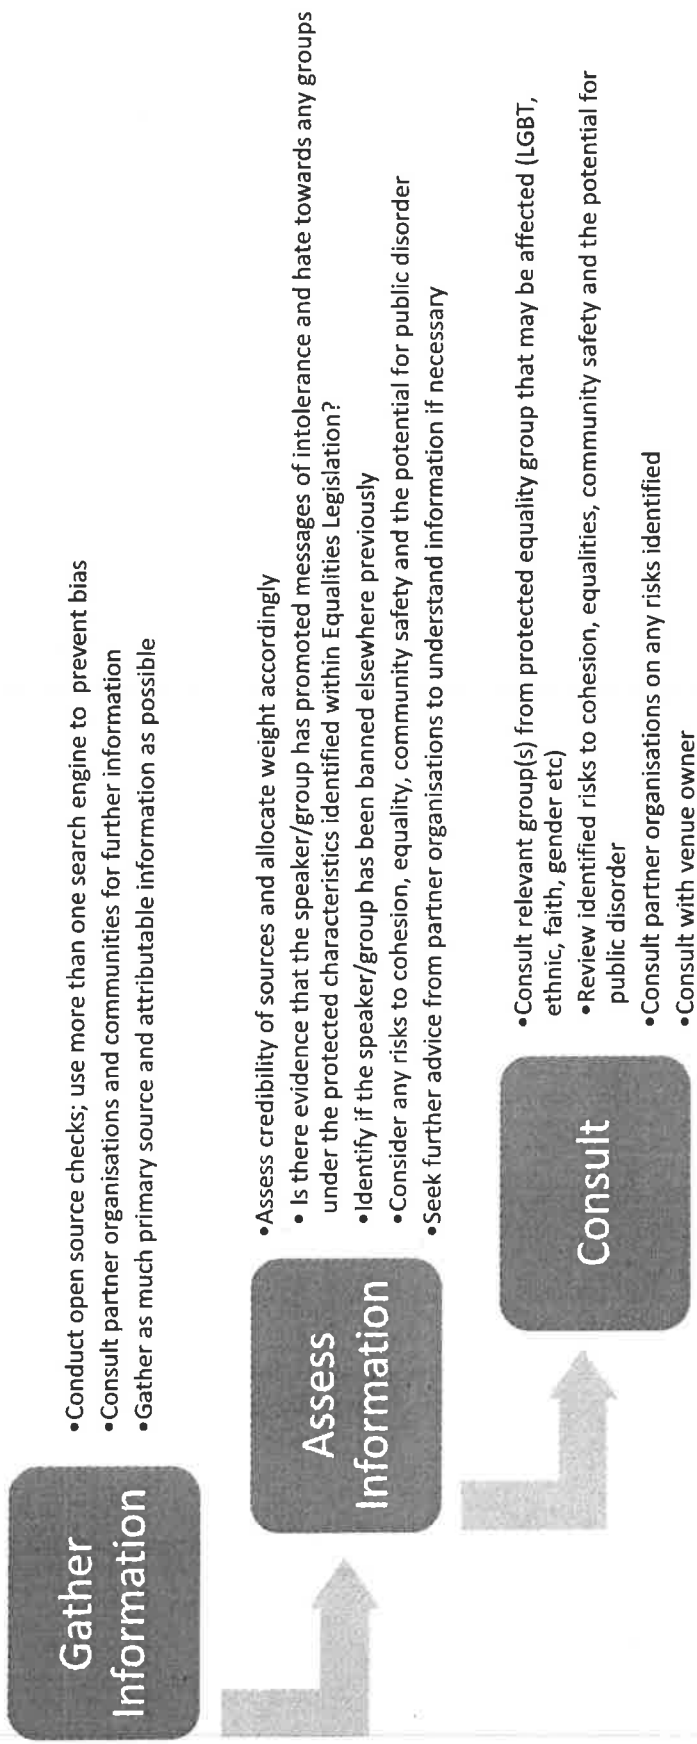 Gather
Information
•Conduct open source checks; use more than one search engine to prevent bias
•Consult partner organisations and communities for further information
•Gather as much primary source and attributable information as possible
Assess
Information
•Assess credibility of sources and allocate weight accordingly
• Is there evidence that the speaker/group has promoted messages of intolerance and hate towards any groups
under the protected characteristics identified within Equalities Legislation?
•Identify if the speaker/group has been banned elsewhere previously
•Consider any risks to cohesion, equality, community safety and the potential for public disorder
•Seek further advice from partner organisations to understand information if necessary
Consult
•Consult relevant group(s) from protected equality group that may be affected (LGBT,
ethnic, faith, gender etc)
•Review identified risks to cohesion, equalities, community safety and the potential for
public disorder
•Consult partner organisations on any risks identified
•Consult with venue owner